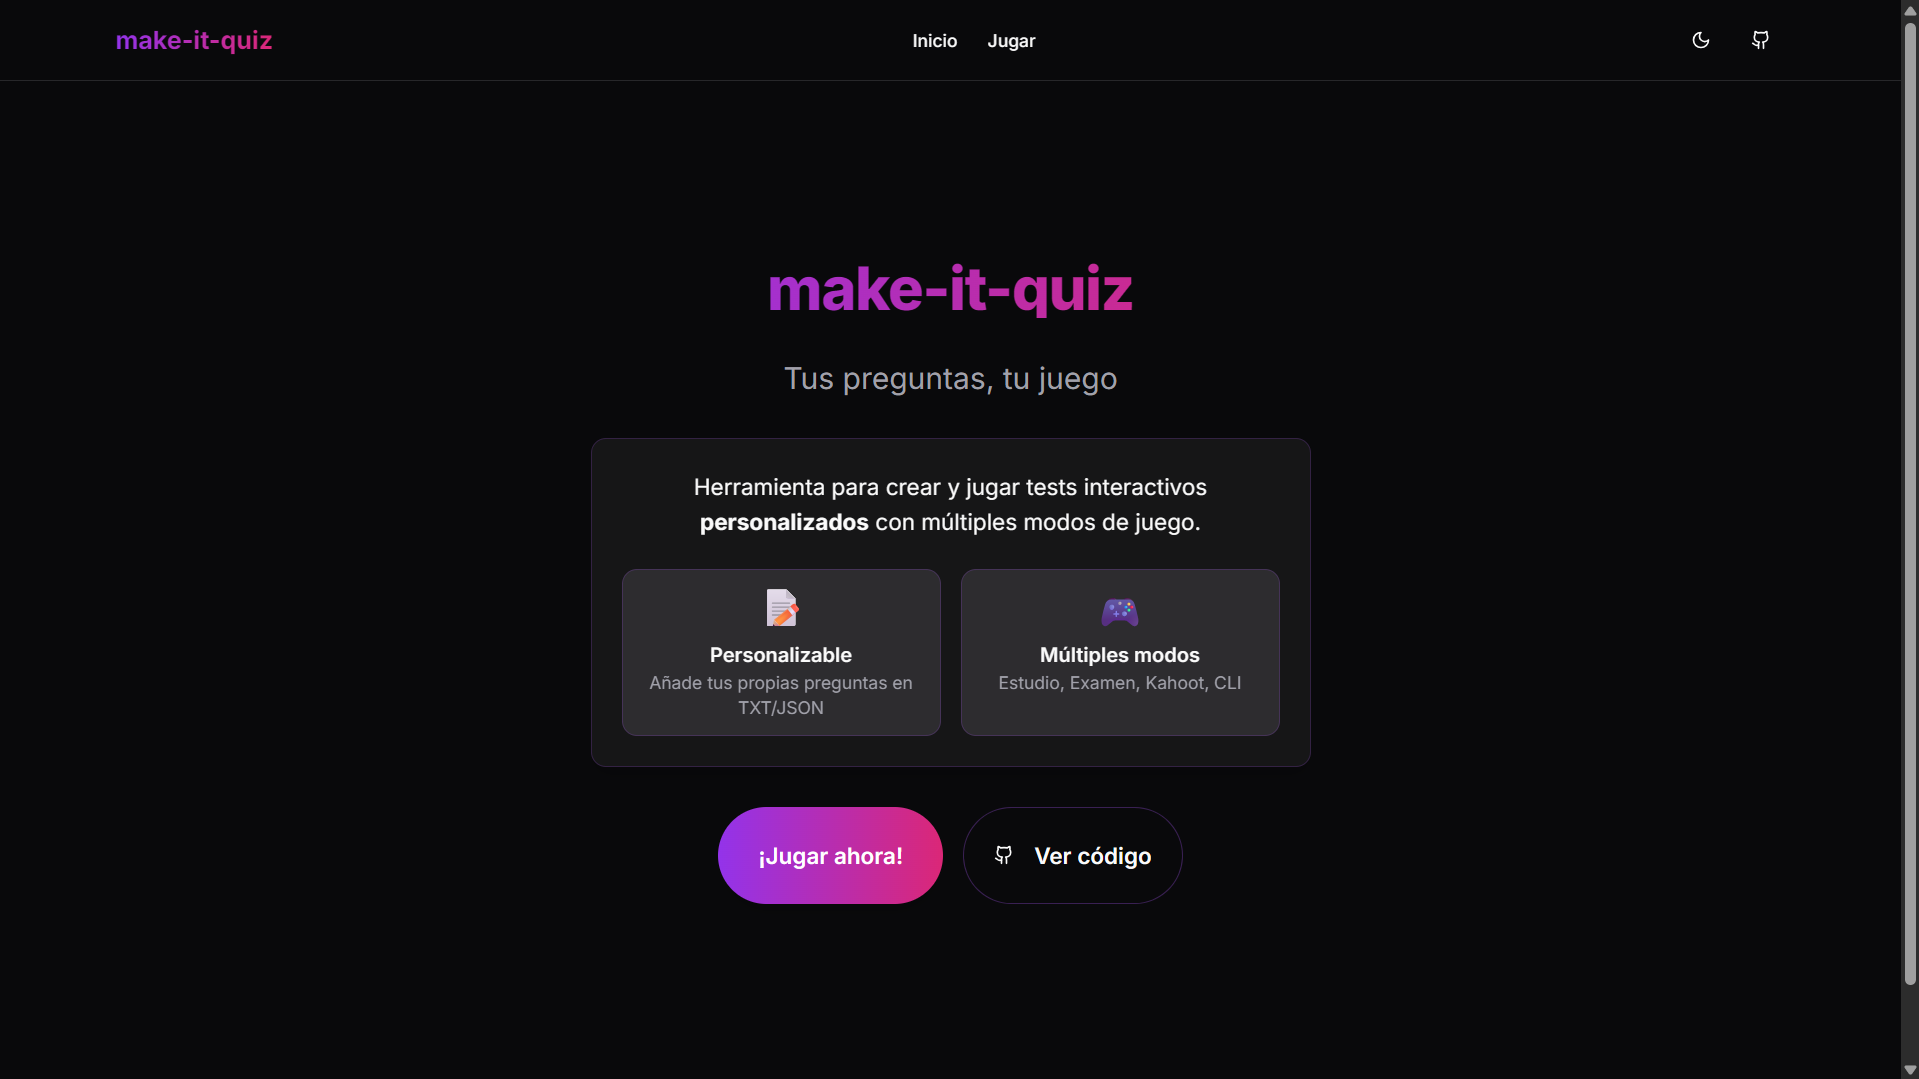 make-it-quiz
Inicio
Jugar
make-it-quiz
Tus preguntas, tu juego
Herramienta para crear y jugar tests interactivos
personalizados con múltiples modos de juego.
Personalizable
Añade tus propias preguntas en
TXT/JSON
Múltiples modos
Estudio, Examen, Kahoot, CLI
¡Jugar ahora!
Ver código